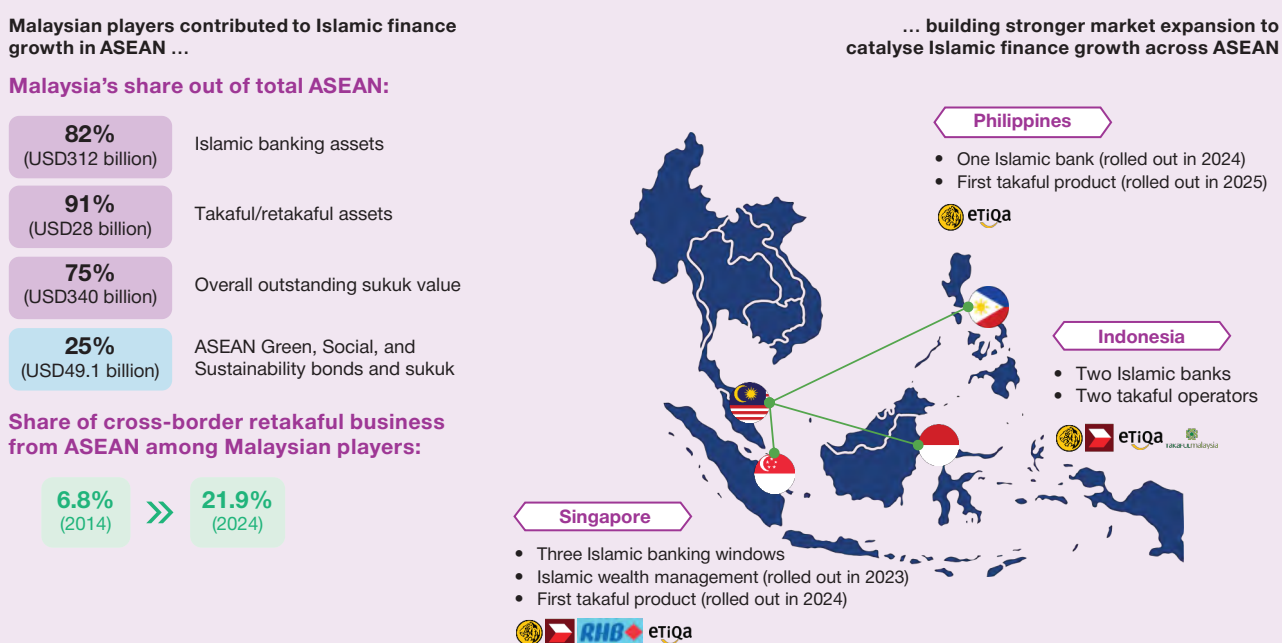 Malaysian players contributed to Islamic finance
growth in ASEAN ...
Malaysia's share out of total ASEAN:
82%
(USD312 billion)
Islamic banking assets
91%
(USD28 billion)
Takaful/retakaful assets
75%
(USD340 billion)
Overall outstanding sukuk value
25%
(USD49.1 billion)
ASEAN Green, Social, and
Sustainability bonds and sukuk
Share of cross-border retakaful business
from ASEAN among Malaysian players:
6.8%
(2014)
21.9%
(2024)
... building stronger market expansion to
catalyse Islamic finance growth across ASEAN
Philippines
• One Islamic bank (rolled out in 2024)
• First takaful product (rolled out in 2025)
eTiQa
Indonesia
• Two Islamic banks
• Two takaful operators
eTiQa
takafulmalaysia
Singapore
• Three Islamic banking windows
• Islamic wealth management (rolled out in 2023)
• First takaful product (rolled out in 2024)
RHB
eTiQa